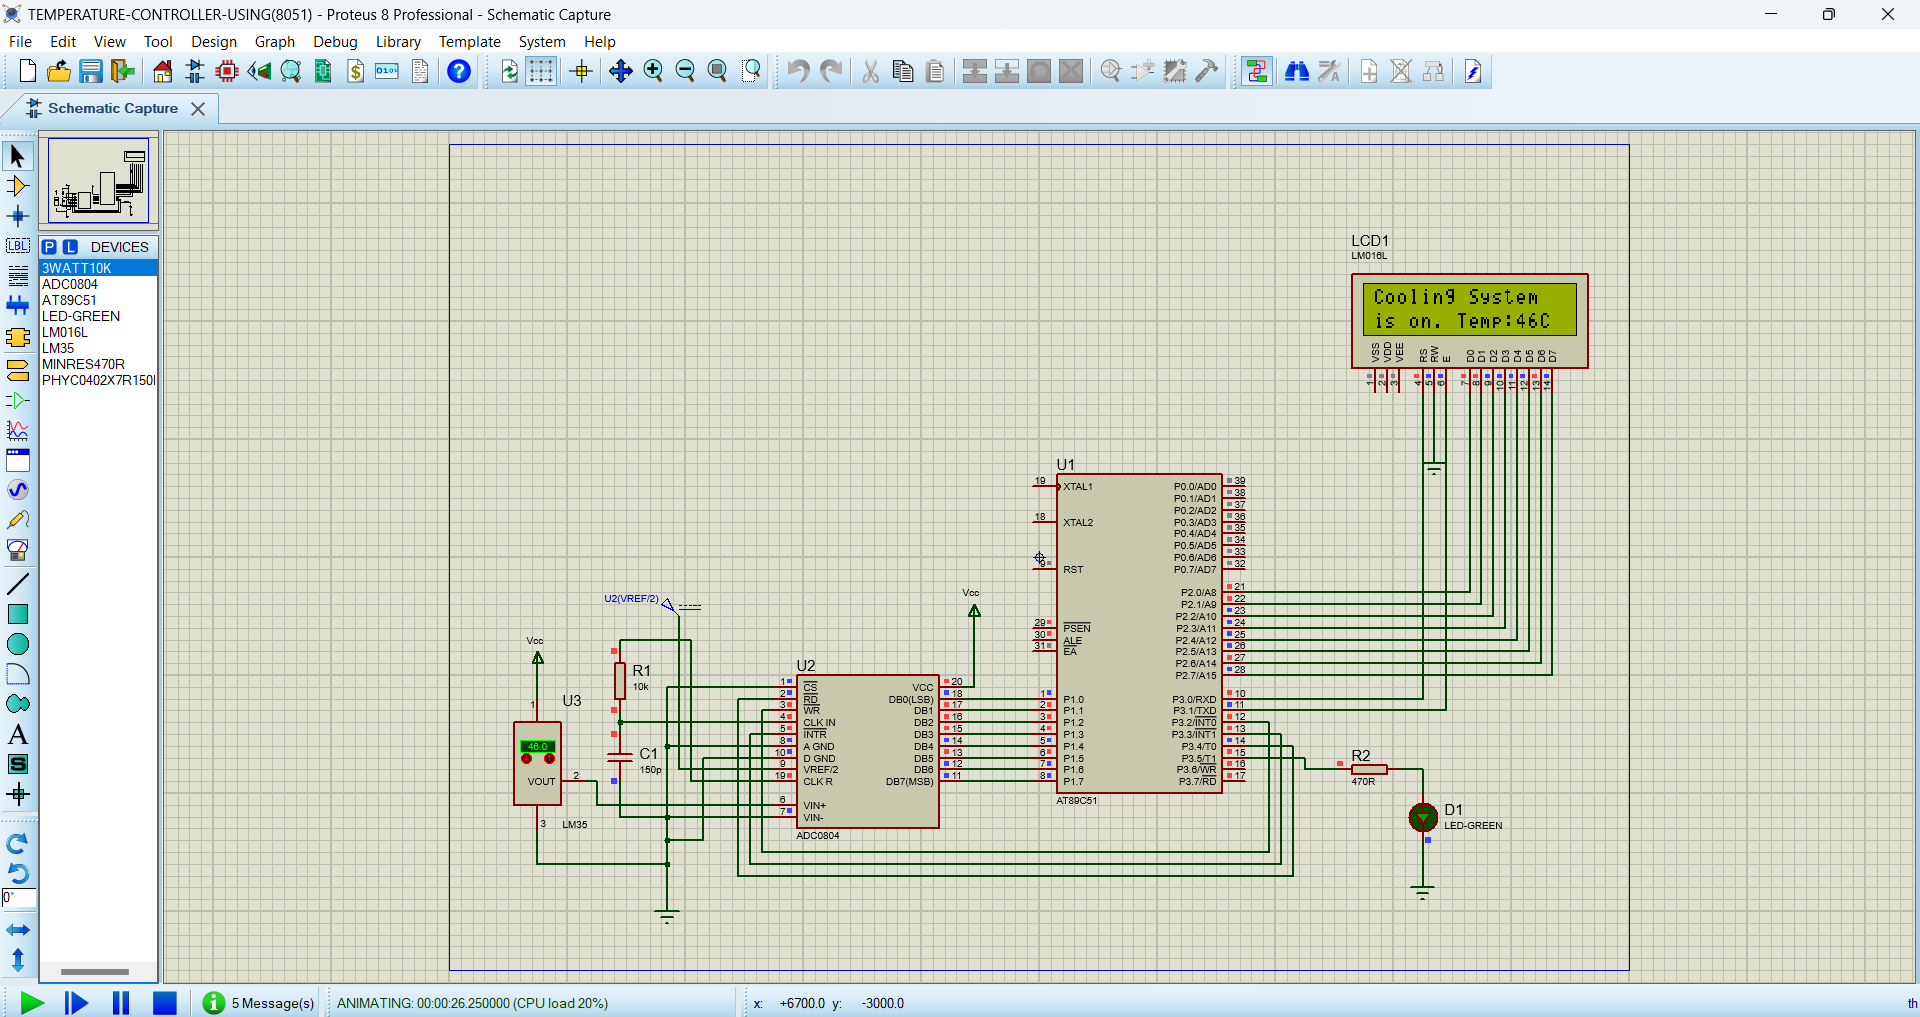 TEMPERATURE-CONTROLLER-USING(8051) - Proteus 8 Professional - Schematic Capture
File Edit View Tool Design Graph Debug Library Template System Help
Schematic Capture
P L DEVICES
3WATT10K
ADC0804
AT89C51
LED-GREEN
LM016L
LM35
MINRES470R
PHYC0402X7R150
LBL
A
S
0°
LCD1
LM016L
Cooling System
is on. Temp:46C
VSS VDD VEE RS RW E D0 D1 D2 D3 D4 D5 D6 D7
1 2 3 4 5 6 7 8 9 10 11 12 13 14
U1
19 XTAL1
18 XTAL2
9 RST
29 PSEN
30 ALE
31 EA
1 P1.0
2 P1.1
3 P1.2
4 P1.3
5 P1.4
6 P1.5
7 P1.6
8 P1.7
P0.0/AD0 39
P0.1/AD1 38
P0.2/AD2 37
P0.3/AD3 36
P0.4/AD4 35
P0.5/AD5 34
P0.6/AD6 33
P0.7/AD7 32
P2.0/A8 21
P2.1/A9 22
P2.2/A10 23
P2.3/A11 24
P2.4/A12 25
P2.5/A13 26
P2.6/A14 27
P2.7/A15 28
P3.0/RXD 10
P3.1/TXD 11
P3.2/INT0 12
P3.3/INT1 13
P3.4/T0 14
P3.5/T1 15
P3.6/WR 16
P3.7/RD 17
AT89C51
U2(VREF/2)
Vcc
Vcc
R1
10k
C1
150p
U3
1
46.0
VOUT 2
3
LM35
U2
1 CS
2 RD
3 WR
4 CLK IN
5 INTR
8 A GND
10 D GND
9 VREF/2
19 CLK R
6 VIN+
7 VIN-
VCC 20
DB0(LSB) 18
DB1 17
DB2 16
DB3 15
DB4 14
DB5 13
DB6 12
DB7(MSB) 11
ADC0804
R2
470R
D1
LED-GREEN
5 Message(s)
ANIMATING: 00:00:26.250000 (CPU load 20%)
x: +6700.0 y: -3000.0
th